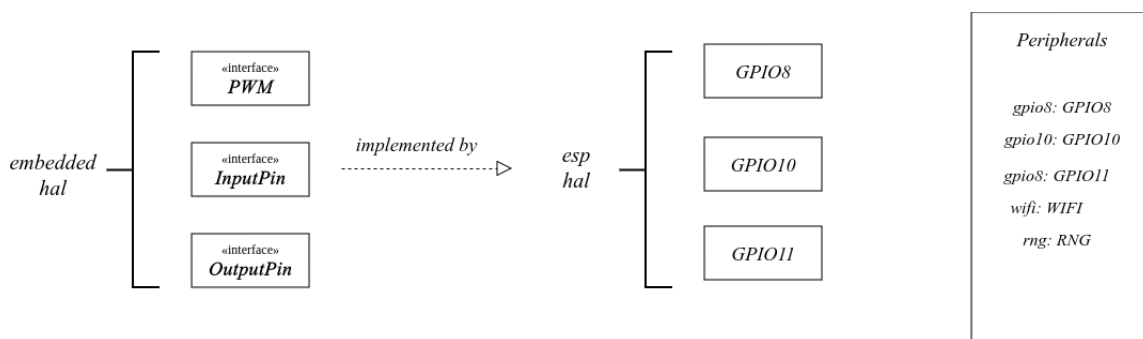 embedded
hal
«interface»
PWM
«interface»
InputPin
«interface»
OutputPin
implemented by
esp
hal
GPIO8
GPIO10
GPIO11
Peripherals
gpio8: GPIO8
gpio10: GPIO10
gpio8: GPIO11
wifi: WIFI
rng: RNG